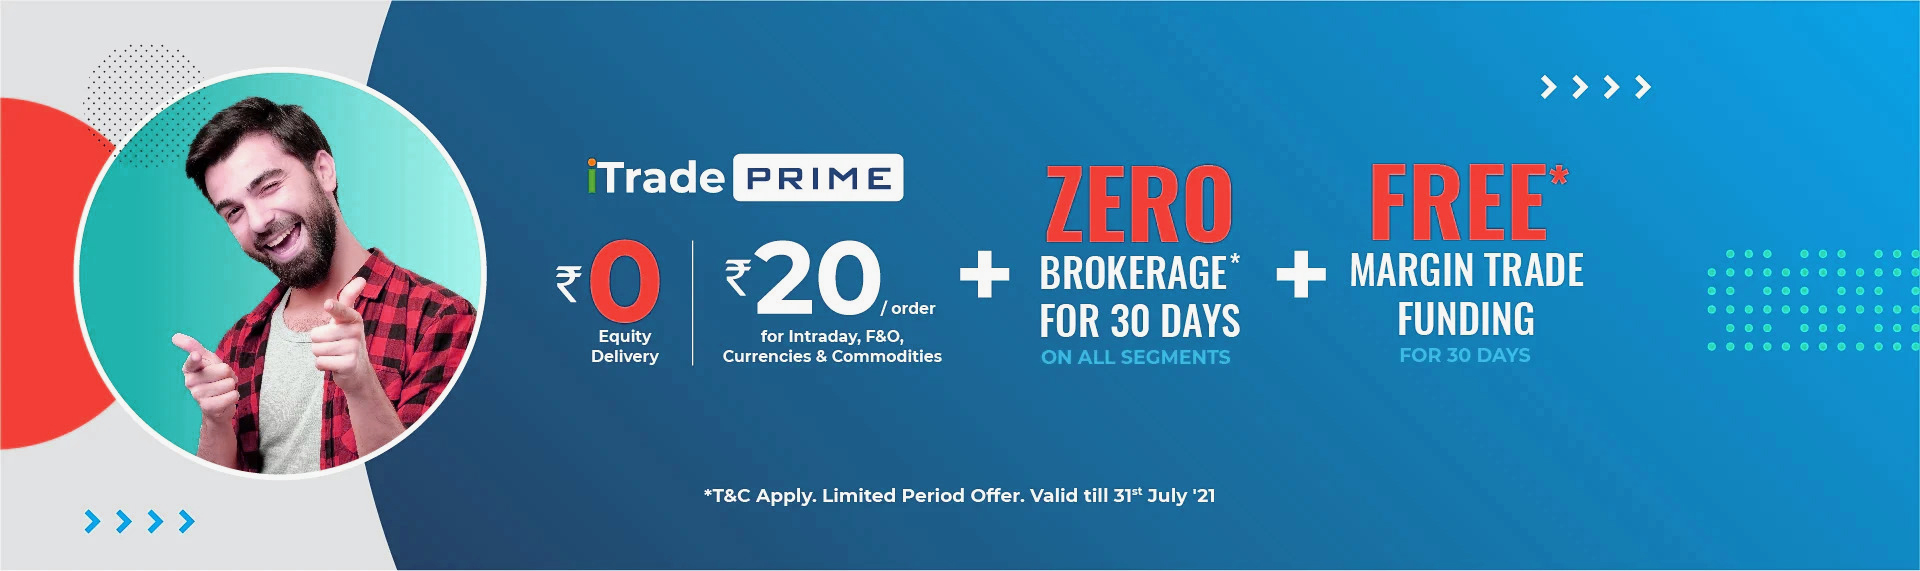 iTrade PRIME
₹0
Equity
Delivery
₹20/ order
for Intraday, F&O,
Currencies & Commodities
+
ZERO
BROKERAGE*
FOR 30 DAYS
ON ALL SEGMENTS
+
FREE*
MARGIN TRADE
FUNDING
FOR 30 DAYS
*T&C Apply. Limited Period Offer. Valid till 31st July '21